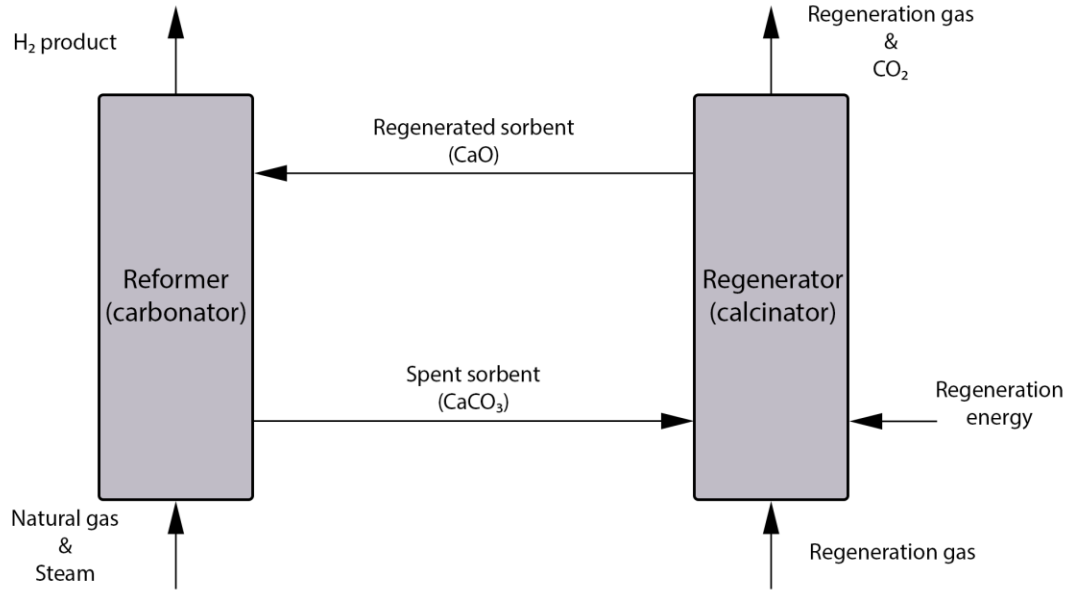 H₂ product
Regeneration gas
&
CO₂
Regenerated sorbent
(CaO)
Reformer
(carbonator)
Regenerator
(calcinator)
Spent sorbent
(CaCO₃)
Regeneration
energy
Natural gas
&
Steam
Regeneration gas